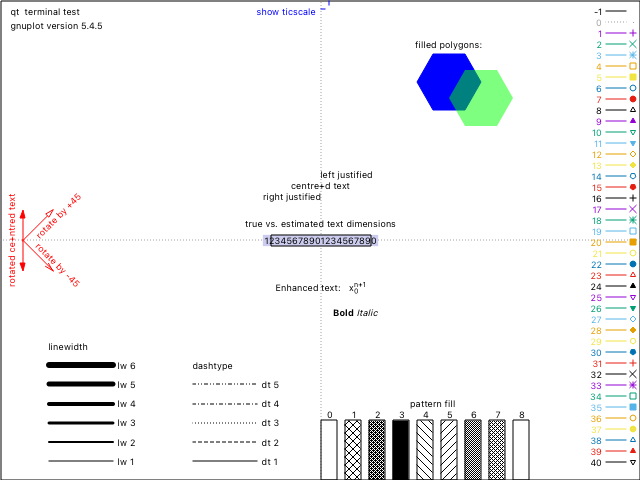 qt terminal test
gnuplot version 5.4.5
show ticscale
filled polygons:
left justified
centre+d text
right justified
true vs. estimated text dimensions
12345678901234567890
rotated ce+ntred text
rotate by +45
rotate by -45
Enhanced text: x₀ⁿ⁺¹
Bold Italic
linewidth
lw 6
lw 5
lw 4
lw 3
lw 2
lw 1
dashtype
dt 5
dt 4
dt 3
dt 2
dt 1
pattern fill
0 1 2 3 4 5 6 7 8
-1
0
1
2
3
4
5
6
7
8
9
10
11
12
13
14
15
16
17
18
19
20
21
22
23
24
25
26
27
28
29
30
31
32
33
34
35
36
37
38
39
40